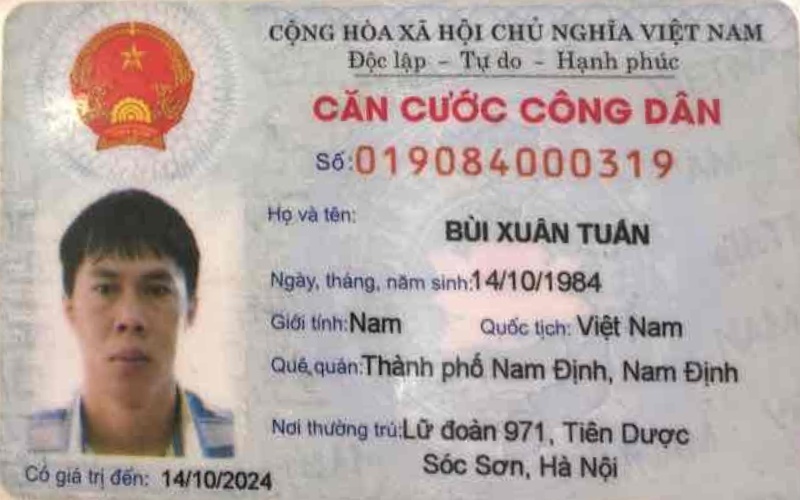 CỘNG HÒA XÃ HỘI CHỦ NGHĨA VIỆT NAM
Độc lập - Tự do - Hạnh phúc
CĂN CƯỚC CÔNG DÂN
Số: 019084000319
Họ và tên:
BÙI XUÂN TUẤN
Ngày, tháng, năm sinh: 14/10/1984
Giới tính: Nam Quốc tịch: Việt Nam
Quê quán: Thành phố Nam Định, Nam Định
Nơi thường trú: Lữ đoàn 971, Tiên Dược
Sóc Sơn, Hà Nội
Có giá trị đến: 14/10/2024